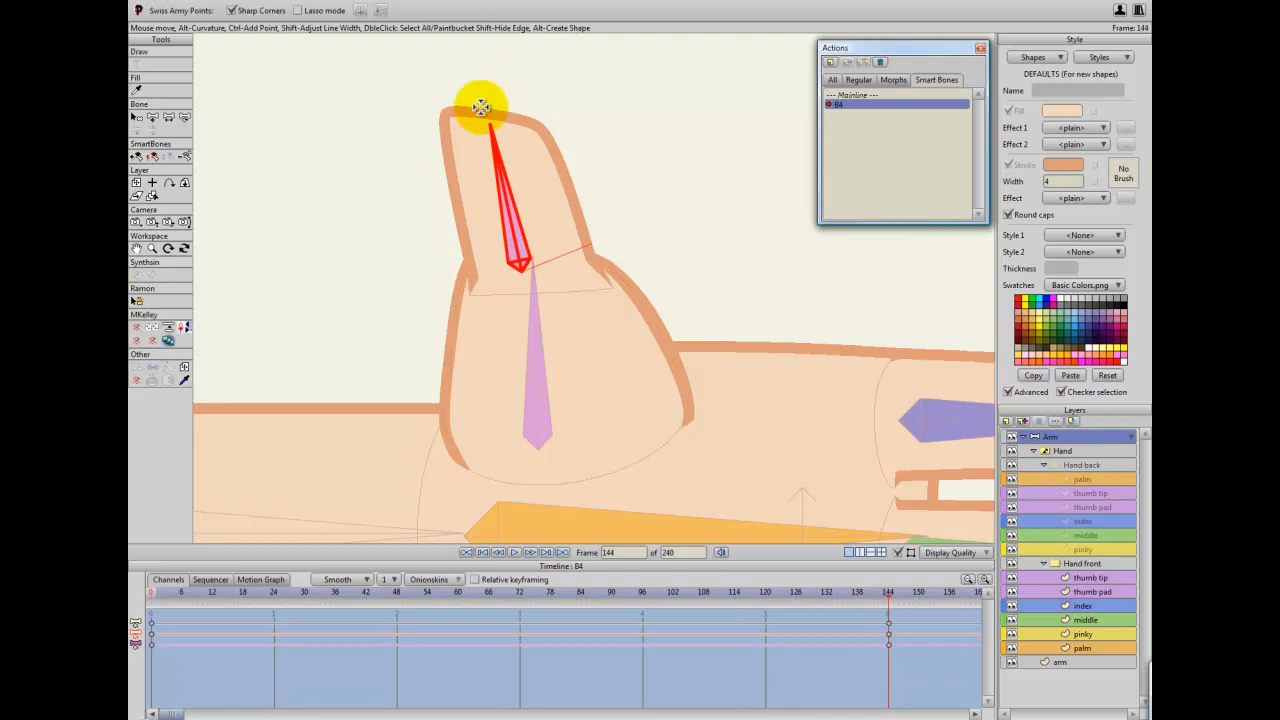 Swiss Army Points: Sharp Corners Lasso mode
Mouse move, Alt-Curvature, Ctrl-Add Point, Shift-Adjust Line Width, DbleClick: Select All/Paintbucket Shift-Hide Edge, Alt-Create Shape Frame: 144
Tools
Draw
Fill
Bone
SmartBones
Layer
Camera
Workspace
Synthsin
Ramon
MKelley
Other
Actions
All Regular Morphs Smart Bones
--- Mainline ---
B4
Style
Shapes Styles
DEFAULTS (For new shapes)
Name
Fill
Effect 1 <plain>
Effect 2 <plain>
Stroke
No
Brush
Width 4
Effect <plain>
Round caps
Style 1 <None>
Style 2 <None>
Thickness
Swatches Basic Colors.png
Copy Paste Reset
Advanced Checker selection
Layers
Arm
Hand
Hand back
palm
thumb tip
thumb pad
index
middle
pinky
Hand front
thumb tip
thumb pad
index
middle
pinky
palm
arm
Frame 144 of 240 Display Quality
Timeline : B4
Channels Sequencer Motion Graph Smooth 1 Onionskins Relative keyframing
0 6 12 18 24 30 36 42 48 54 60 66 72 78 84 90 96 102 108 114 120 126 132 138 144 150 156
0 1 2 3 4 5